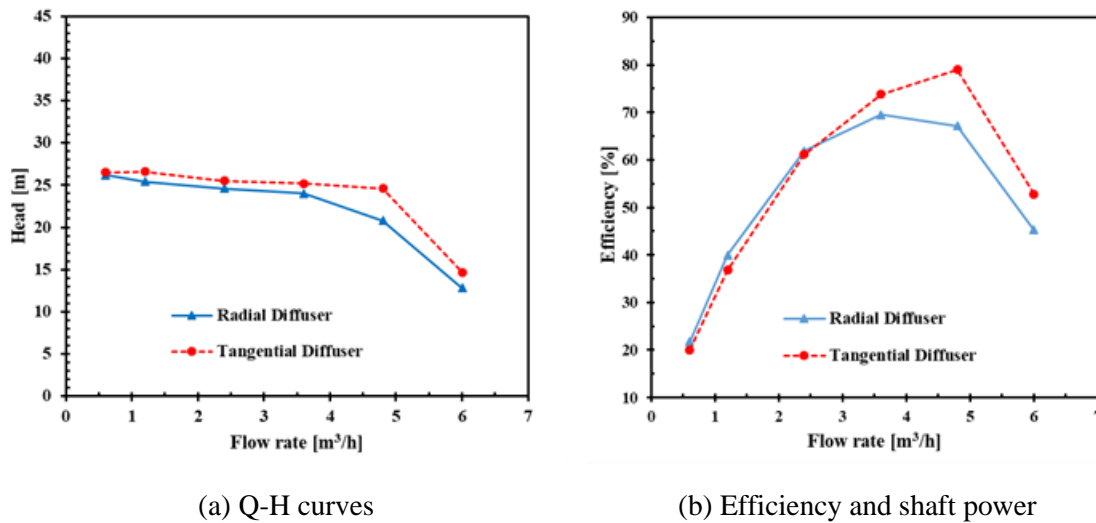 45
40
35
30
25
20
15
10
5
0
Head [m]
Radial Diffuser
Tangential Diffuser
0 1 2 3 4 5 6 7
Flow rate [m³/h]
(a) Q-H curves
90
80
70
60
50
40
30
20
10
Efficiency [%]
Radial Diffuser
Tangential Diffuser
0 1 2 3 4 5 6 7
Flow rate [m³/h]
(b) Efficiency and shaft power